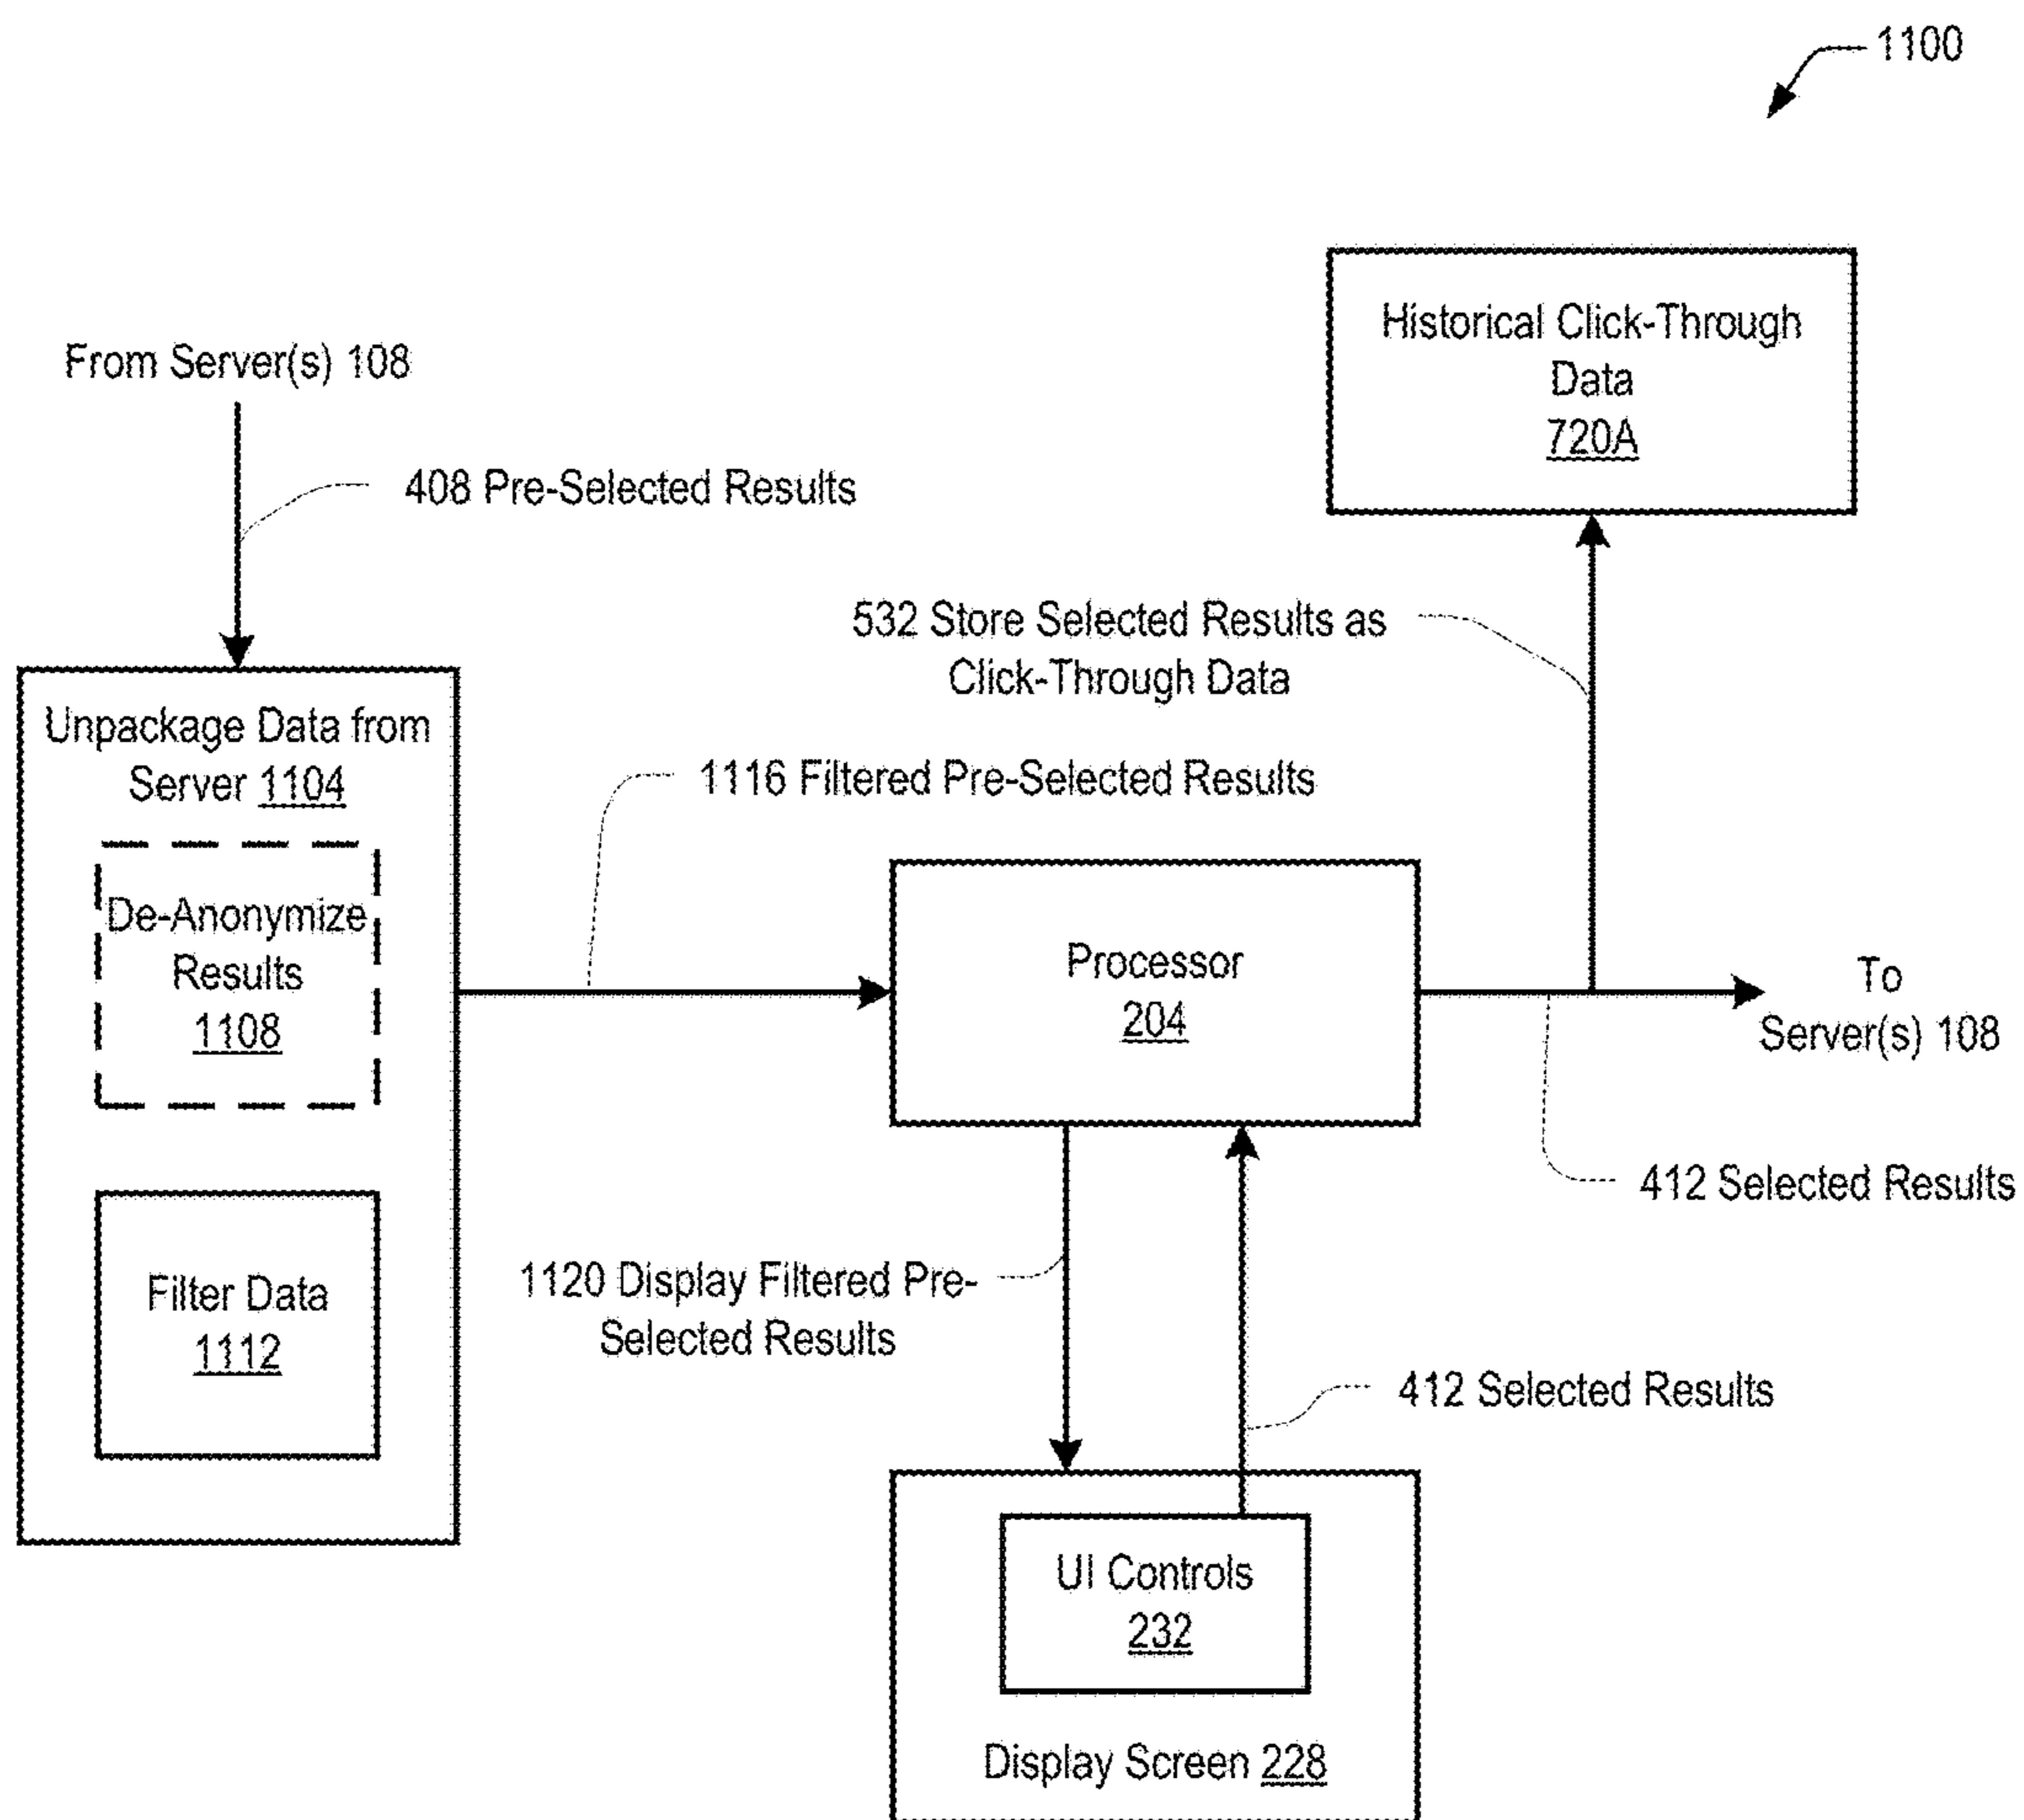 1100
Historical Click-Through
Data
720A
From Server(s) 108
408 Pre-Selected Results
532 Store Selected Results as
Click-Through Data
Unpackage Data from
Server 1104
1116 Filtered Pre-Selected Results
De-Anonymize
Results
1108
Processor
204
To
Server(s) 108
412 Selected Results
Filter Data
1112
1120 Display Filtered Pre-
Selected Results
412 Selected Results
UI Controls
232
Display Screen 228